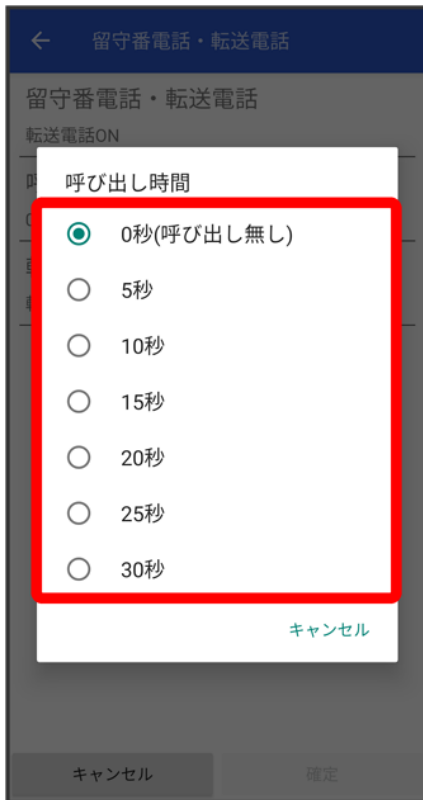 留守番電話・転送電話
留守番電話・転送電話
転送電話ON
呼び出し時間
0秒(呼び出し無し)
5秒
10秒
15秒
20秒
25秒
30秒
キャンセル
キャンセル
確定